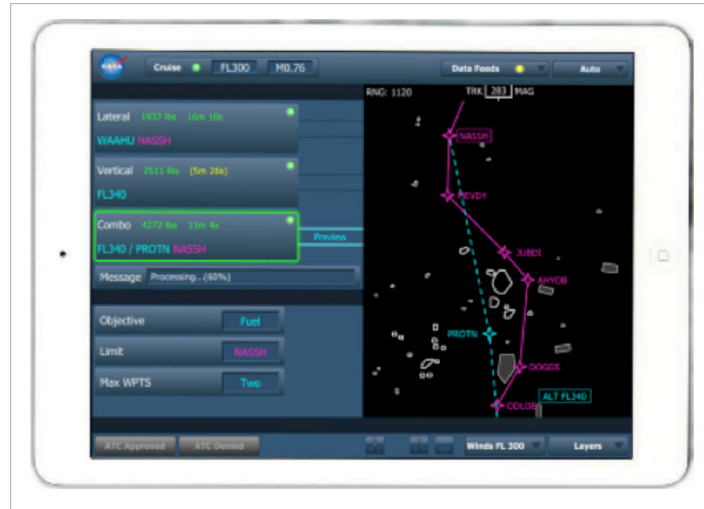 NASA
Cruise FL300 M0.76 Data Feeds Auto
RNG: 1120 TRK 283 MAG
Lateral 1937 lbs 16m 10s
WAAHU NASSH
Vertical 2511 lbs (5m 26s)
FL340
Combo 4272 lbs 11m 4s
FL340 / PROTN NASSH
Preview
Message Processing...(60%)
Objective Fuel
Limit NASSH
Max WPTS Two
NASSH
MEVDY
JUBDI
AHYOB
PROTN
DOGGS
ODLOB
ALT FL340
ATC Approved ATC Denied Winds FL 300 Layers